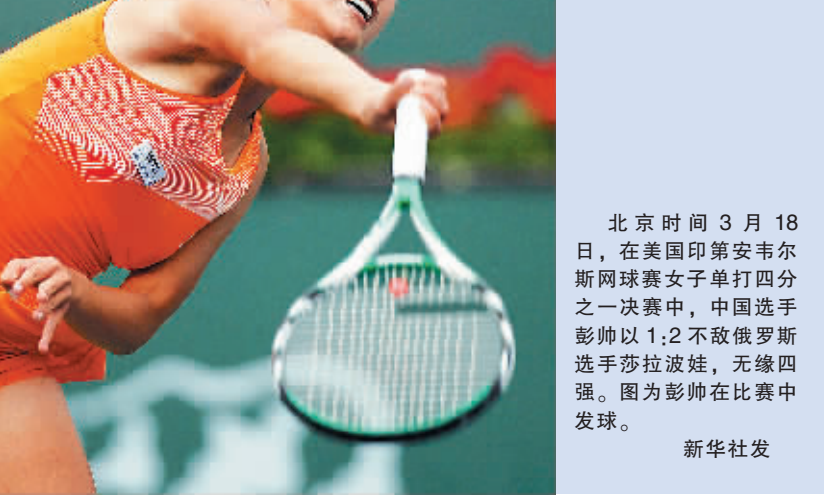 北京时间 3 月 18
日，在美国印第安韦尔
斯网球赛女子单打四分
之一决赛中，中国选手
彭帅以 1:2 不敌俄罗斯
选手莎拉波娃，无缘四
强。图为彭帅在比赛中
发球。
新华社发